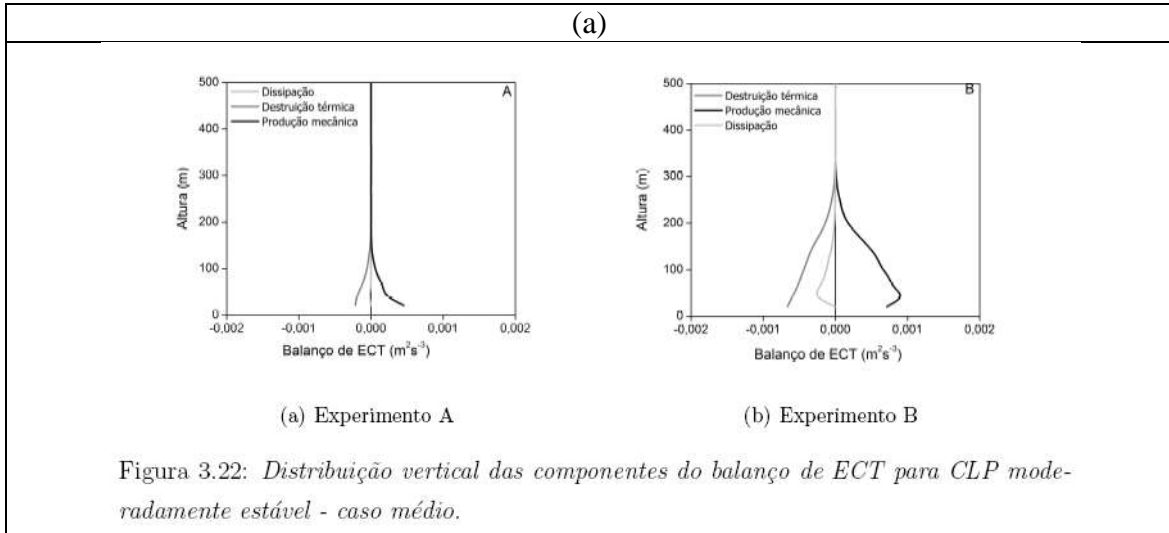 (a)
500
400
300
200
100
0
Altura (m)
Dissipação
Destruição térmica
Produção mecânica
A
-0,002
-0,001
0,000
0,001
0,002
Balanço de ECT (m²s⁻³)
(a) Experimento A
500
400
300
200
100
0
Altura (m)
Destruição térmica
Produção mecânica
Dissipação
B
-0,002
-0,001
0,000
0,001
0,002
Balanço de ECT (m²s⁻³)
(b) Experimento B
Figura 3.22: Distribuição vertical das componentes do balanço de ECT para CLP mode-
radamente estável - caso médio.